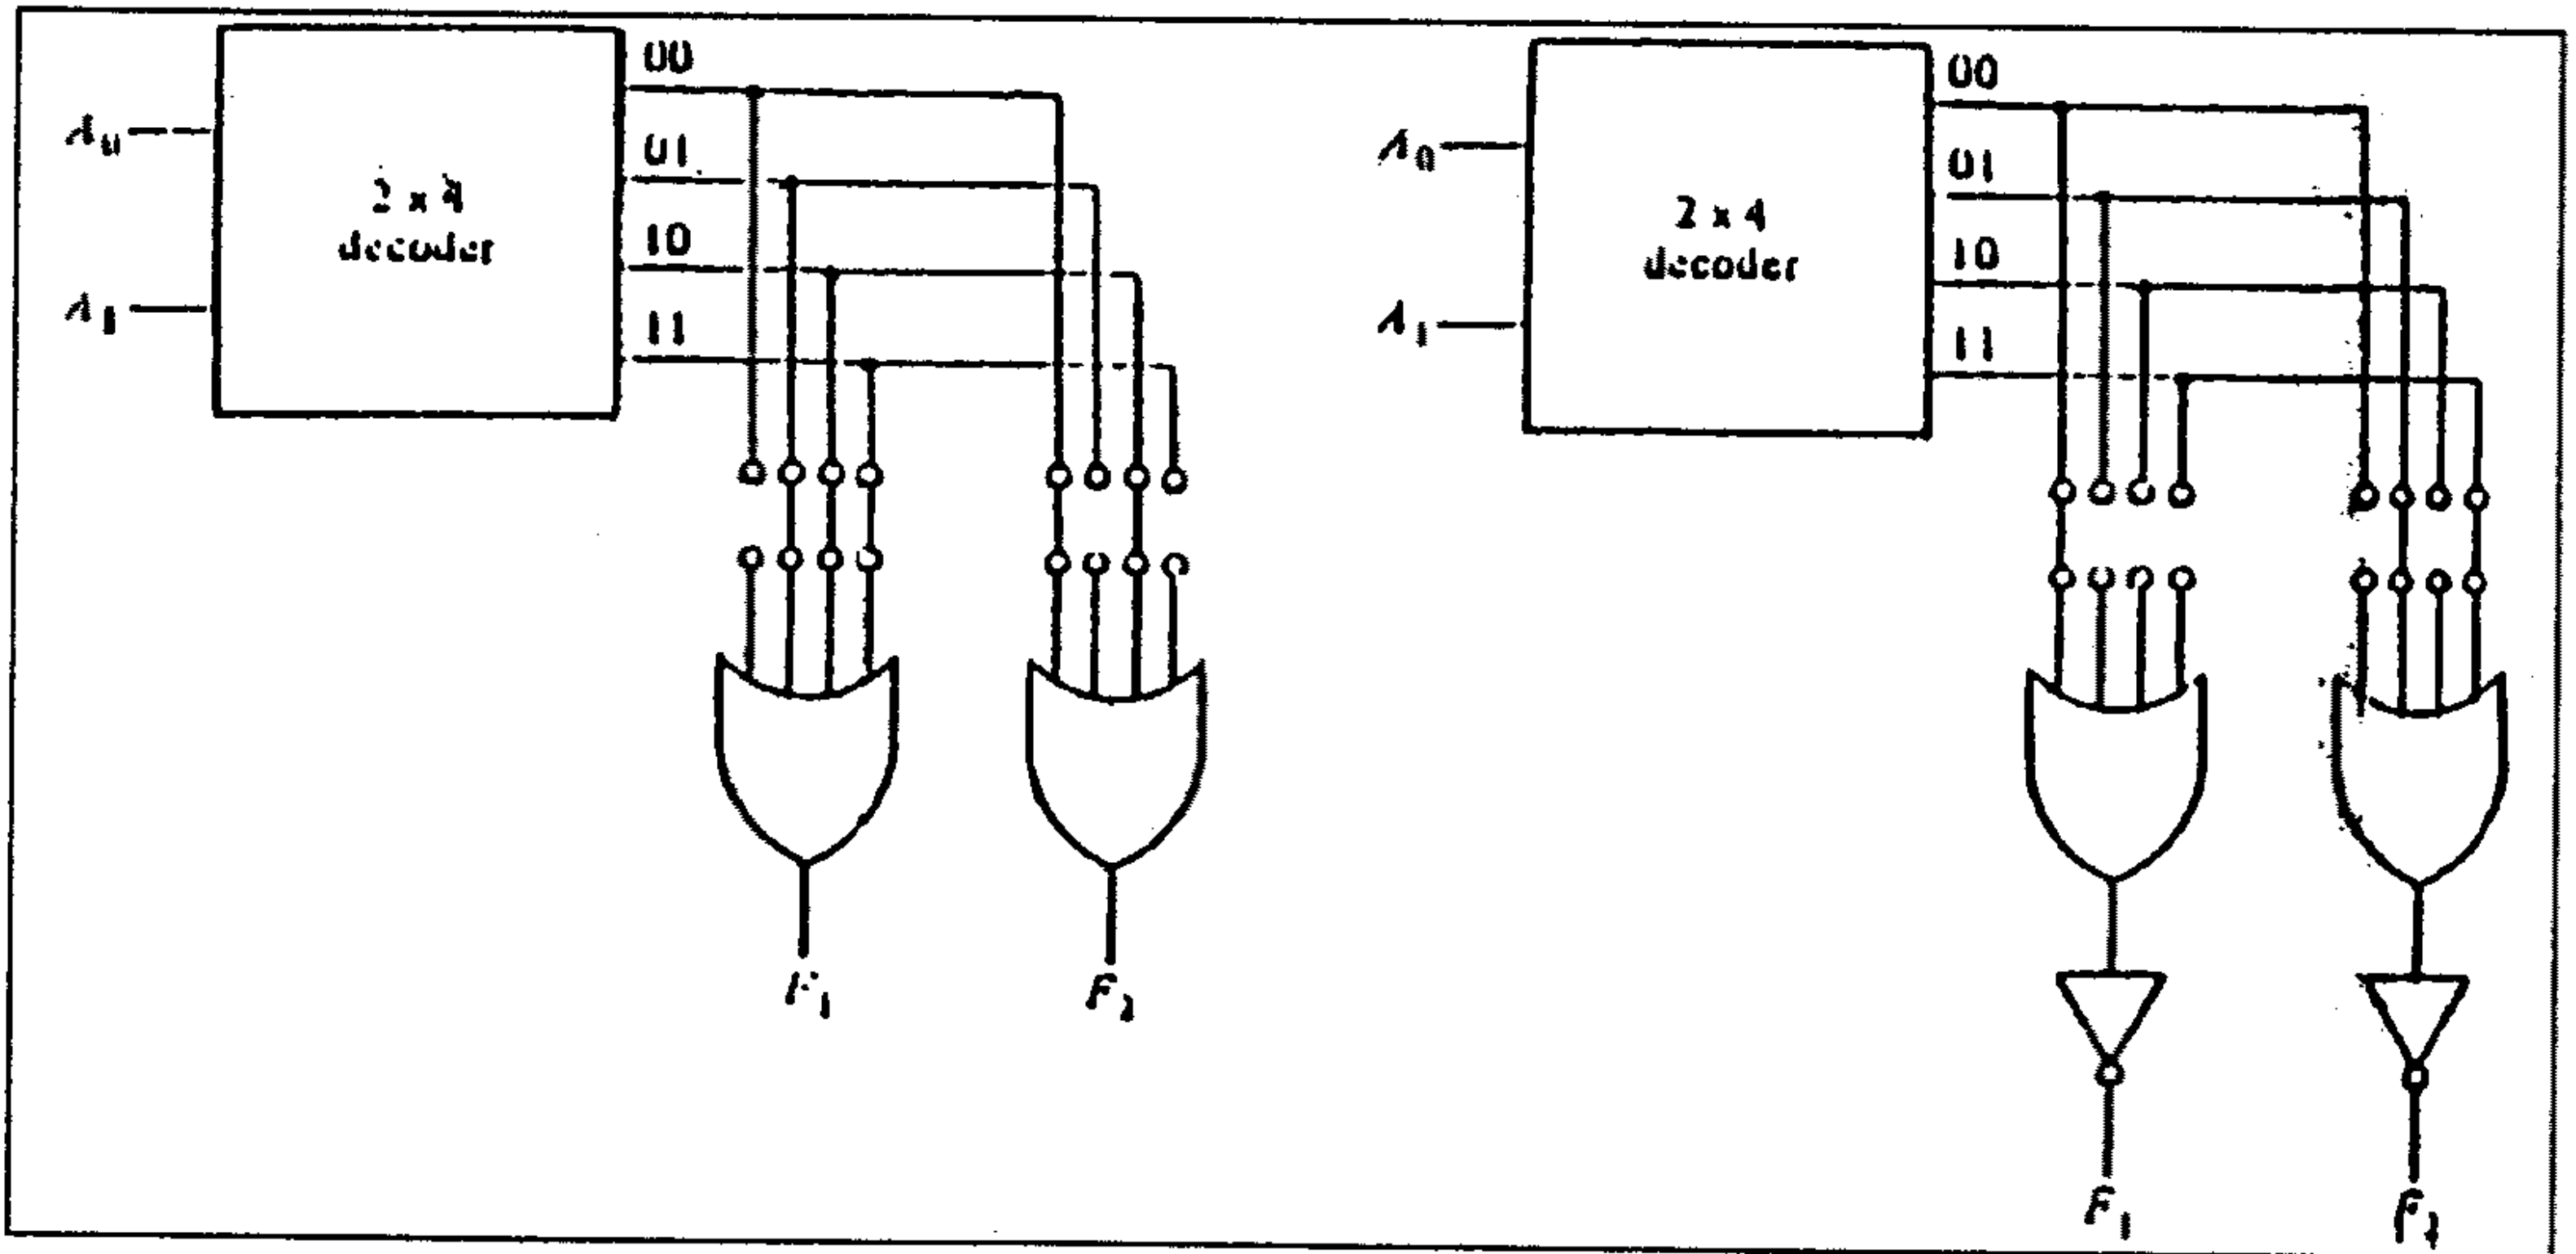 00
A₀
01
2 x 4
decoder
10
A₁
11
F₁ F₂
00
A₀
01
2 x 4
decoder
10
A₁
11
F₁ F₂